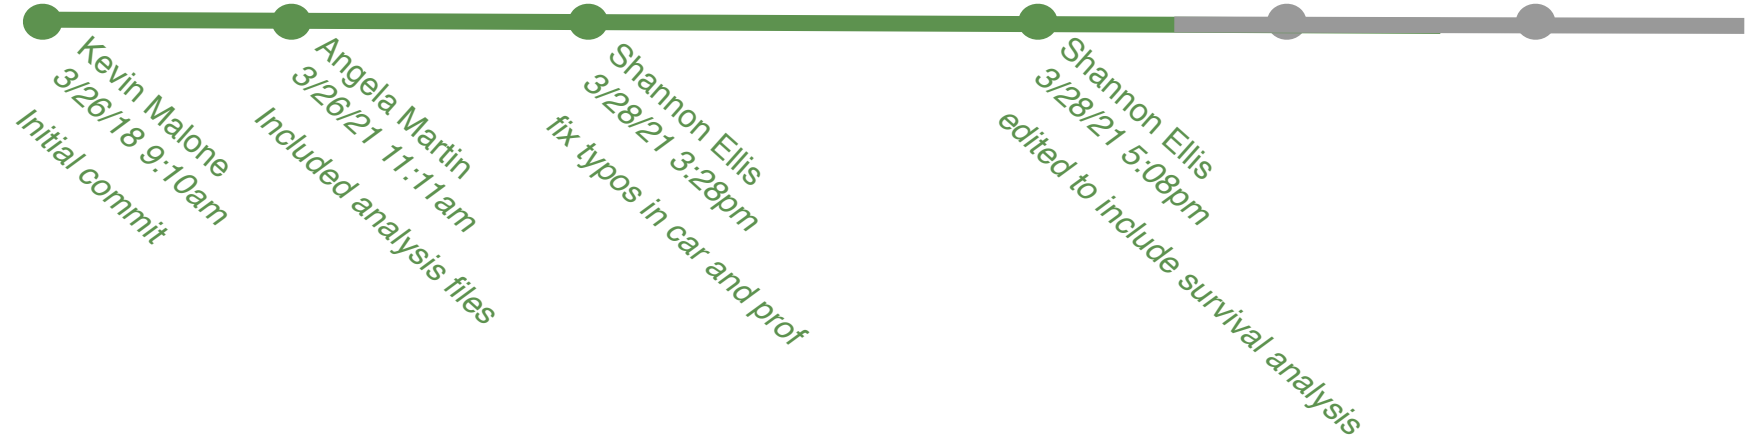 Kevin Malone
3/26/18 9:10am
Initial commit
Angela Martin
3/26/21 11:11am
Included analysis files
Shannon Ellis
3/28/21 3:28pm
fix typos in car and prof
Shannon Ellis
3/28/21 5:08pm
edited to include survival analysis